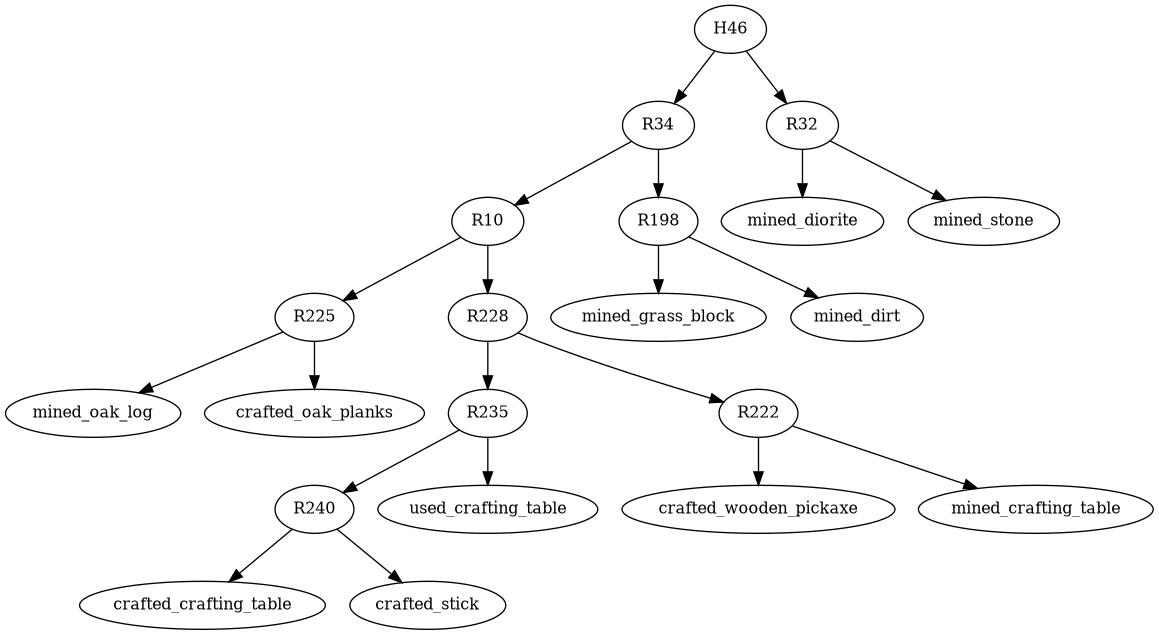 H46
R34
R32
R10
R198
mined_diorite
mined_stone
R225
R228
mined_grass_block
mined_dirt
mined_oak_log
crafted_oak_planks
R235
R222
R240
used_crafting_table
crafted_wooden_pickaxe
mined_crafting_table
crafted_crafting_table
crafted_stick